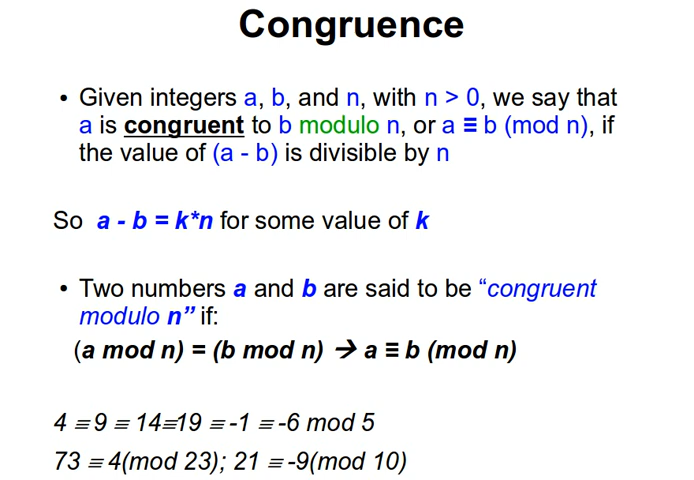 Congruence
• Given integers a, b, and n, with n > 0, we say that
a is congruent to b modulo n, or a ≡ b (mod n), if
the value of (a - b) is divisible by n
So a - b = k*n for some value of k
• Two numbers a and b are said to be “congruent
modulo n” if:
(a mod n) = (b mod n) → a ≡ b (mod n)
4 ≡ 9 ≡ 14≡19 ≡ -1 ≡ -6 mod 5
73 ≡ 4(mod 23); 21 ≡ -9(mod 10)